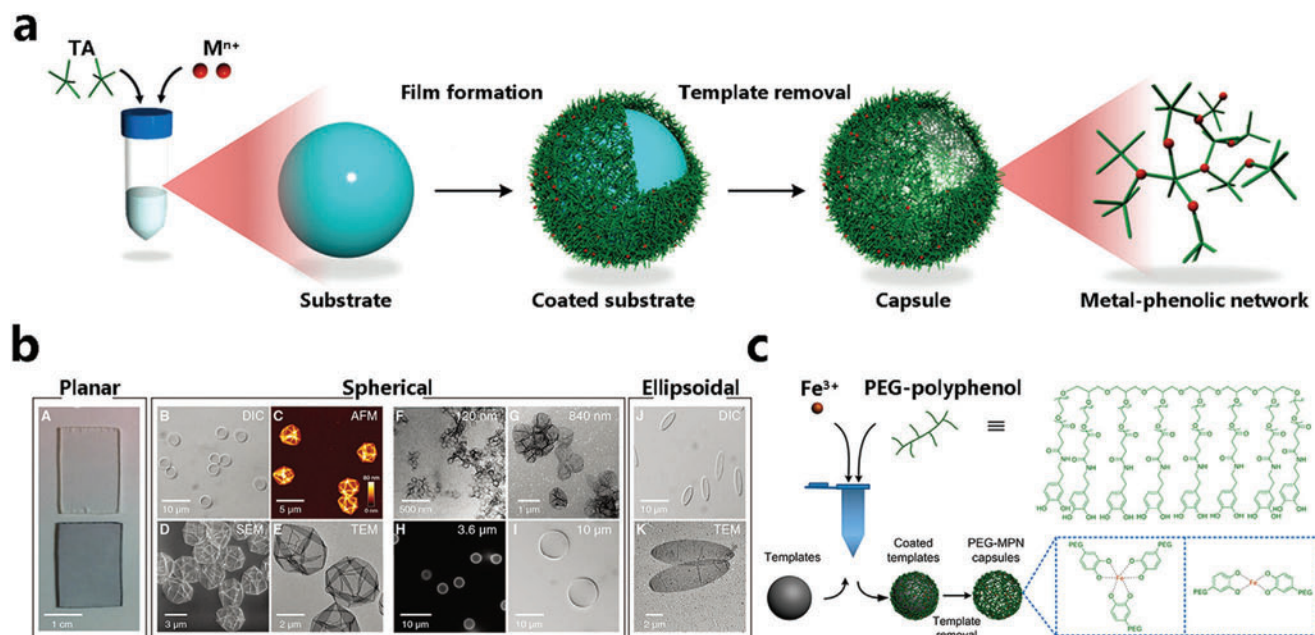 a
TA
Mⁿ⁺
Film formation
Template removal
Substrate
Coated substrate
Capsule
Metal-phenolic network
b
Planar
Spherical
Ellipsoidal
A
1 cm
B
DIC
10 µm
C
AFM
80 nm
0 nm
5 µm
D
SEM
3 µm
E
TEM
2 µm
F
120 nm
500 nm
G
840 nm
1 µm
H
3.6 µm
10 µm
I
10 µm
10 µm
J
DIC
10 µm
K
TEM
2 µm
c
Fe³⁺
PEG-polyphenol
≡
Templates
Coated
templates
PEG-MPN
capsules
Template
removal
PEG
PEG
Fe
PEG
PEG
Fe
PEG